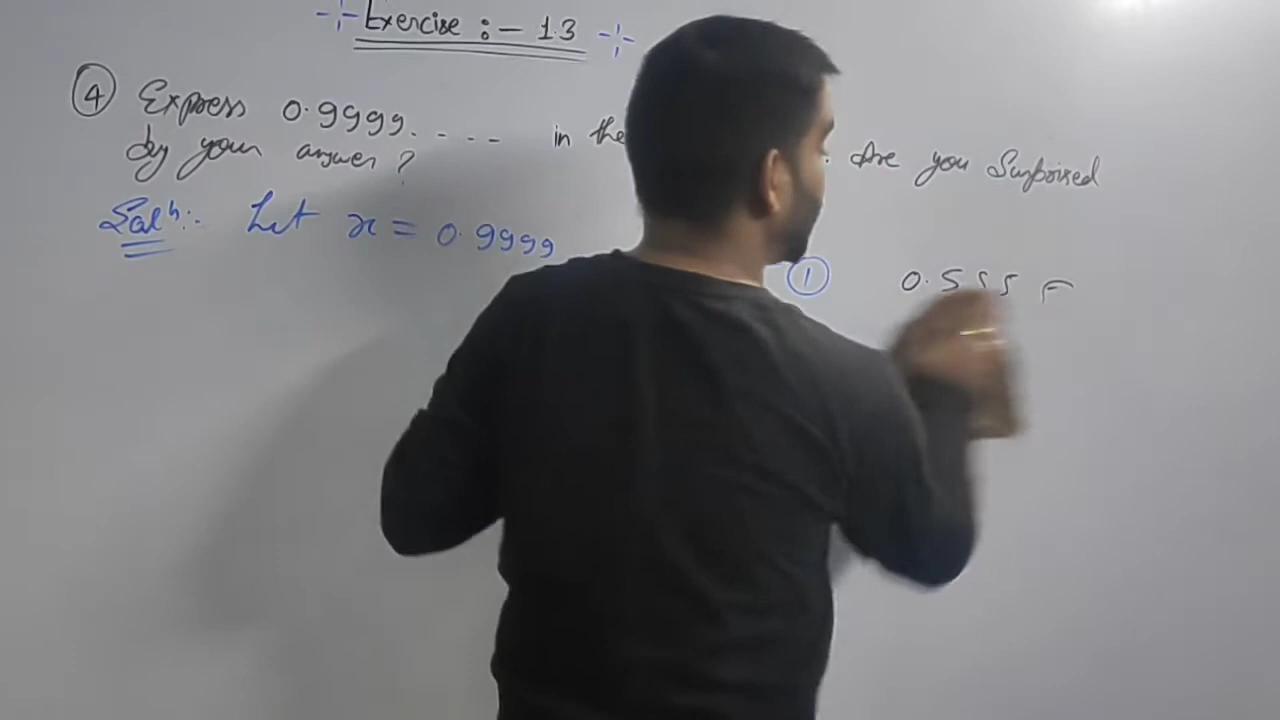 Exercise :- 1.3
④ Express 0.9999..... in the . Are you Surprised
by your answer ?
Solⁿ:- Let x = 0.9999 ①
0.555